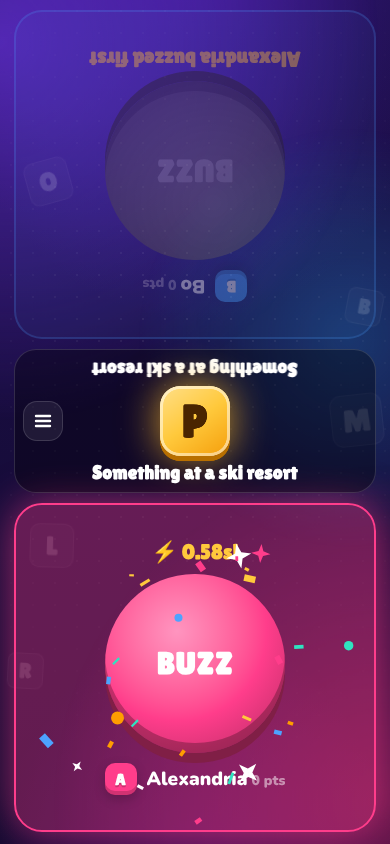 Alexandria buzzed first
BUZZ
B Bo 0 pts
O
B
Something at a ski resort
P
M
Something at a ski resort
L
⚡ 0.58s
BUZZ
R
A Alexandria 0 pts